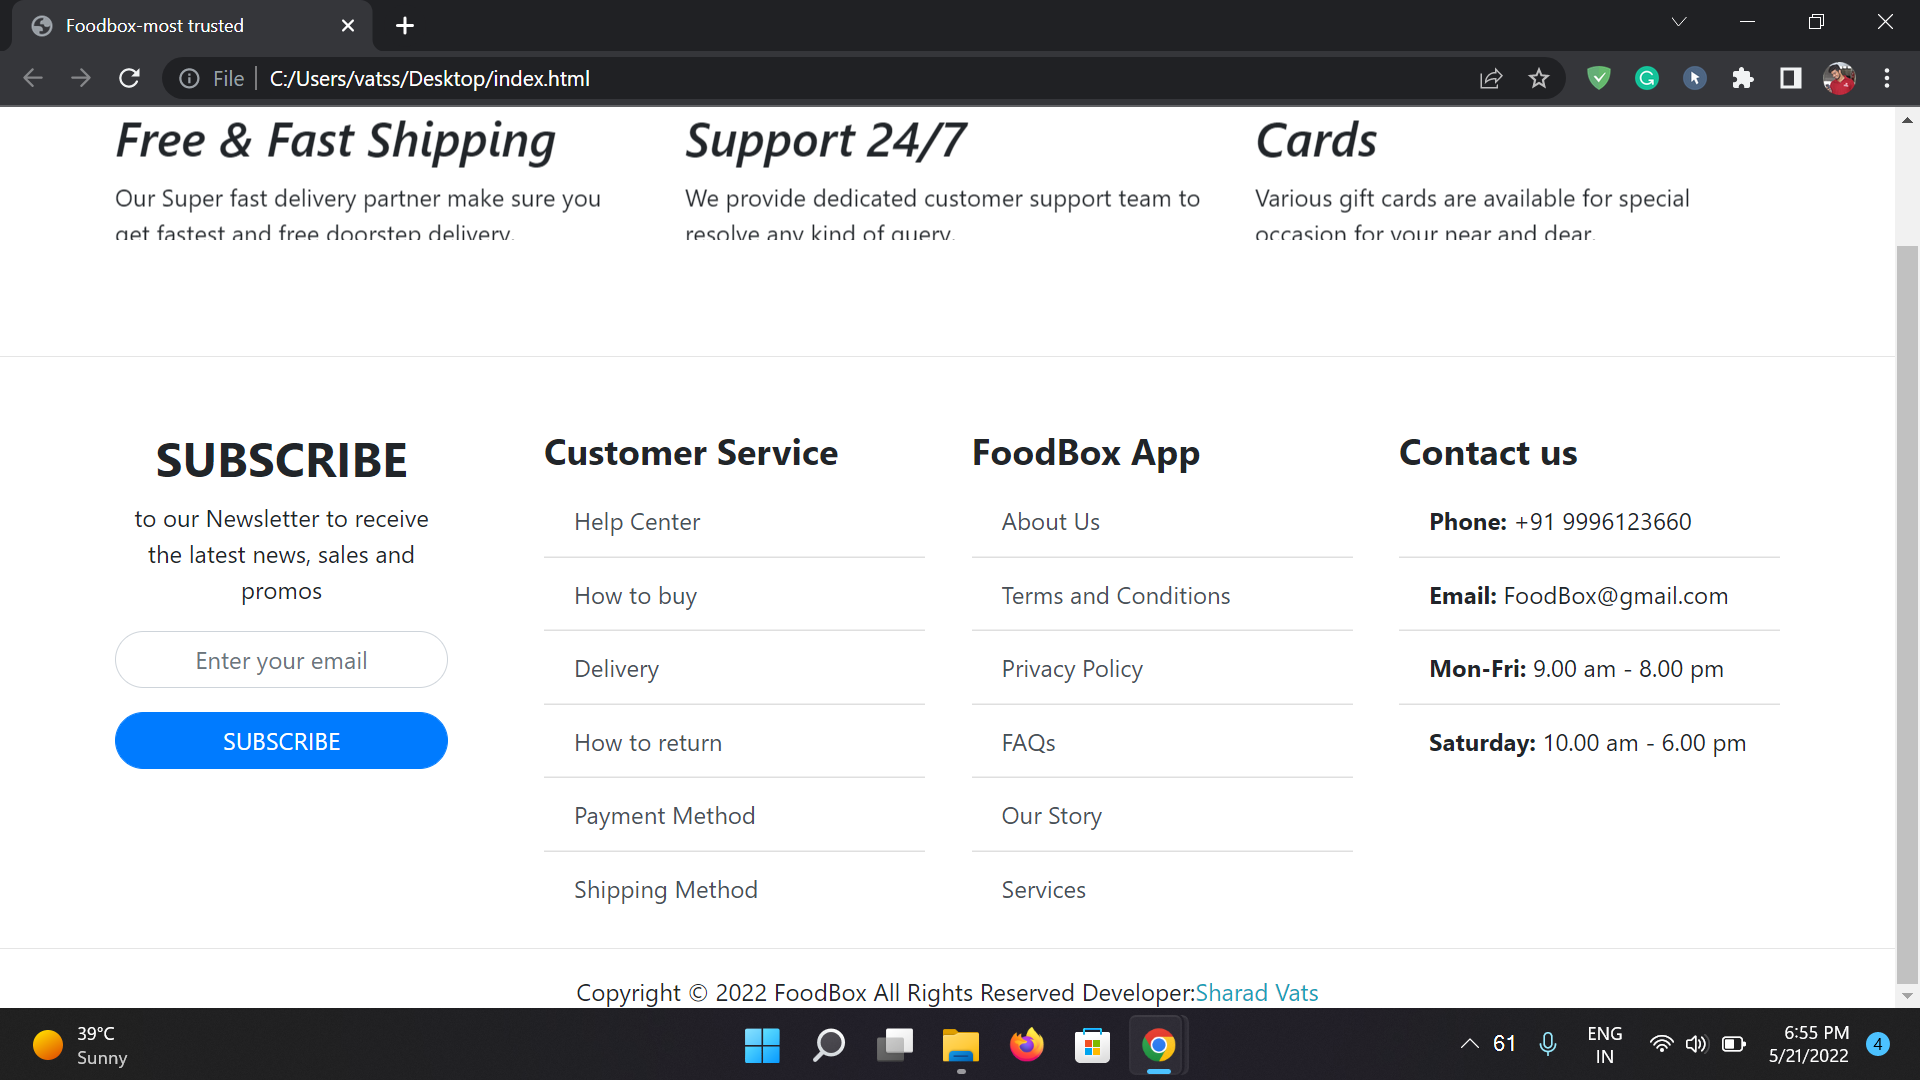 Foodbox-most trusted
File
C:/Users/vatss/Desktop/index.html
Free & Fast Shipping
Our Super fast delivery partner make sure you
get fastest and free doorstep delivery.
Support 24/7
We provide dedicated customer support team to
resolve any kind of query.
Cards
Various gift cards are available for special
occasion for your near and dear.
SUBSCRIBE
to our Newsletter to receive
the latest news, sales and
promos
Enter your email
SUBSCRIBE
Customer Service
Help Center
How to buy
Delivery
How to return
Payment Method
Shipping Method
FoodBox App
About Us
Terms and Conditions
Privacy Policy
FAQs
Our Story
Services
Contact us
Phone: +91 9996123660
Email: FoodBox@gmail.com
Mon-Fri: 9.00 am - 8.00 pm
Saturday: 10.00 am - 6.00 pm
Copyright © 2022 FoodBox All Rights Reserved Developer:Sharad Vats
39°C
Sunny
61
ENG
IN
6:55 PM
5/21/2022
4